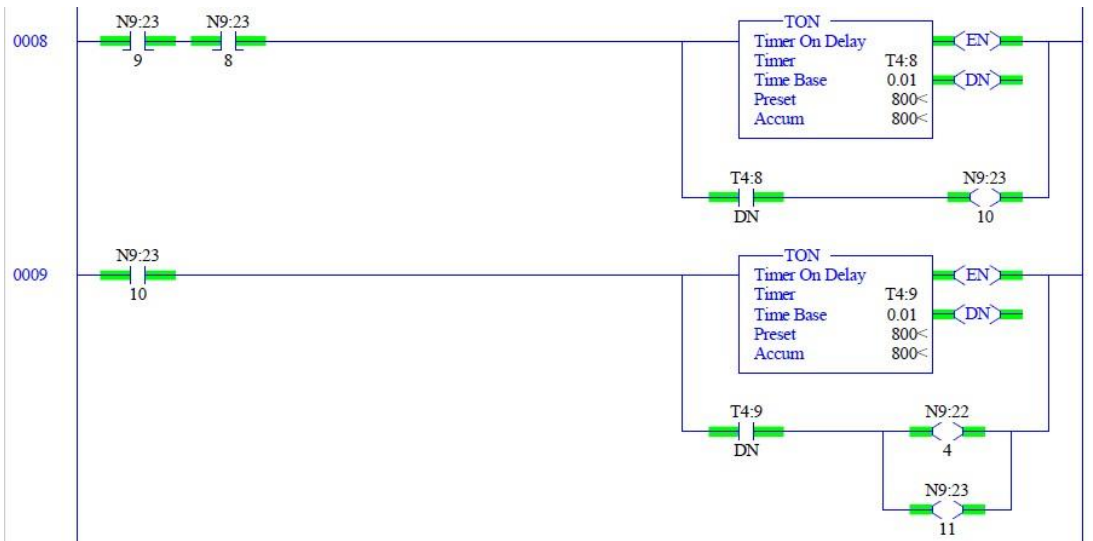 N9:23 N9:23
0008
9 8
TON
Timer On Delay
Timer T4:8
Time Base 0.01
Preset 800<
Accum 800<
EN
DN
T4:8 N9:23
DN 10
N9:23
0009
10
TON
Timer On Delay
Timer T4:9
Time Base 0.01
Preset 800<
Accum 800<
EN
DN
T4:9 N9:22
DN 4
N9:23
11